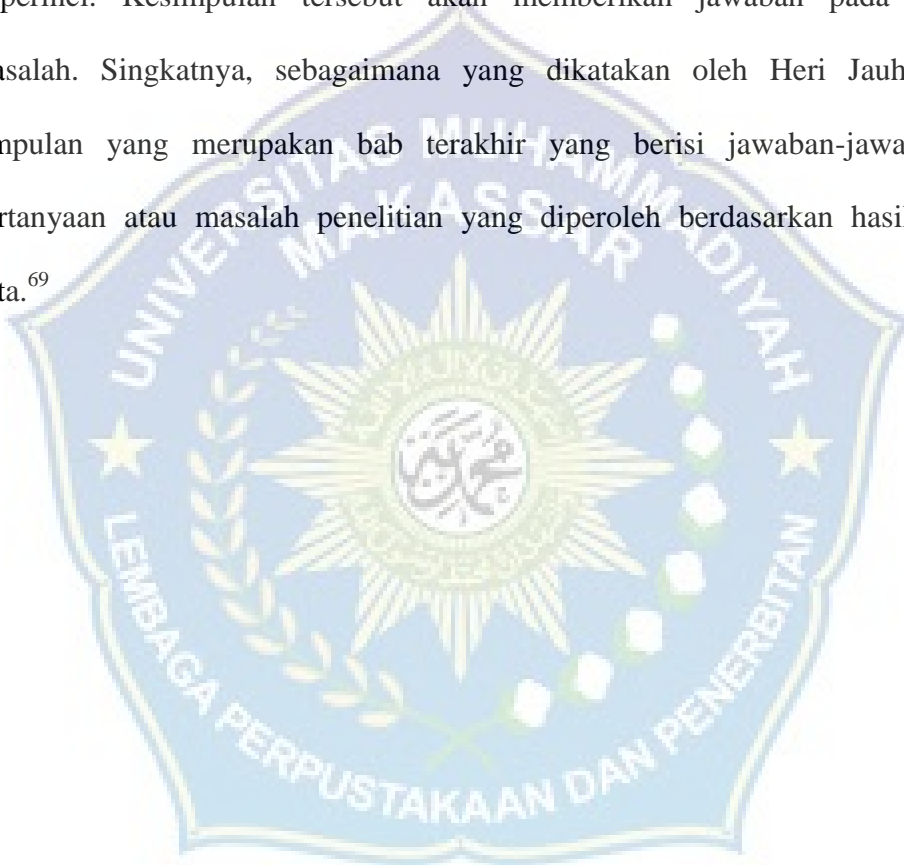 perinci. Kesimpulan tersebut akan memberikan jawaban pada
asalah. Singkatnya, sebagaimana yang dikatakan oleh Heri Jauh
mpulan yang merupakan bab terakhir yang berisi jawaban-jawa
rtanyaan atau masalah penelitian yang diperoleh berdasarkan hasil
ta.⁶⁹
UNIVERSITAS MUHAMMADIYAH
MAKASSAR
LEMBAGA PERPUSTAKAAN DAN PENERBITAN